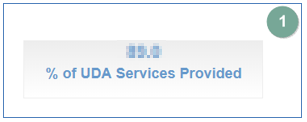 1
% of UDA Services Provided